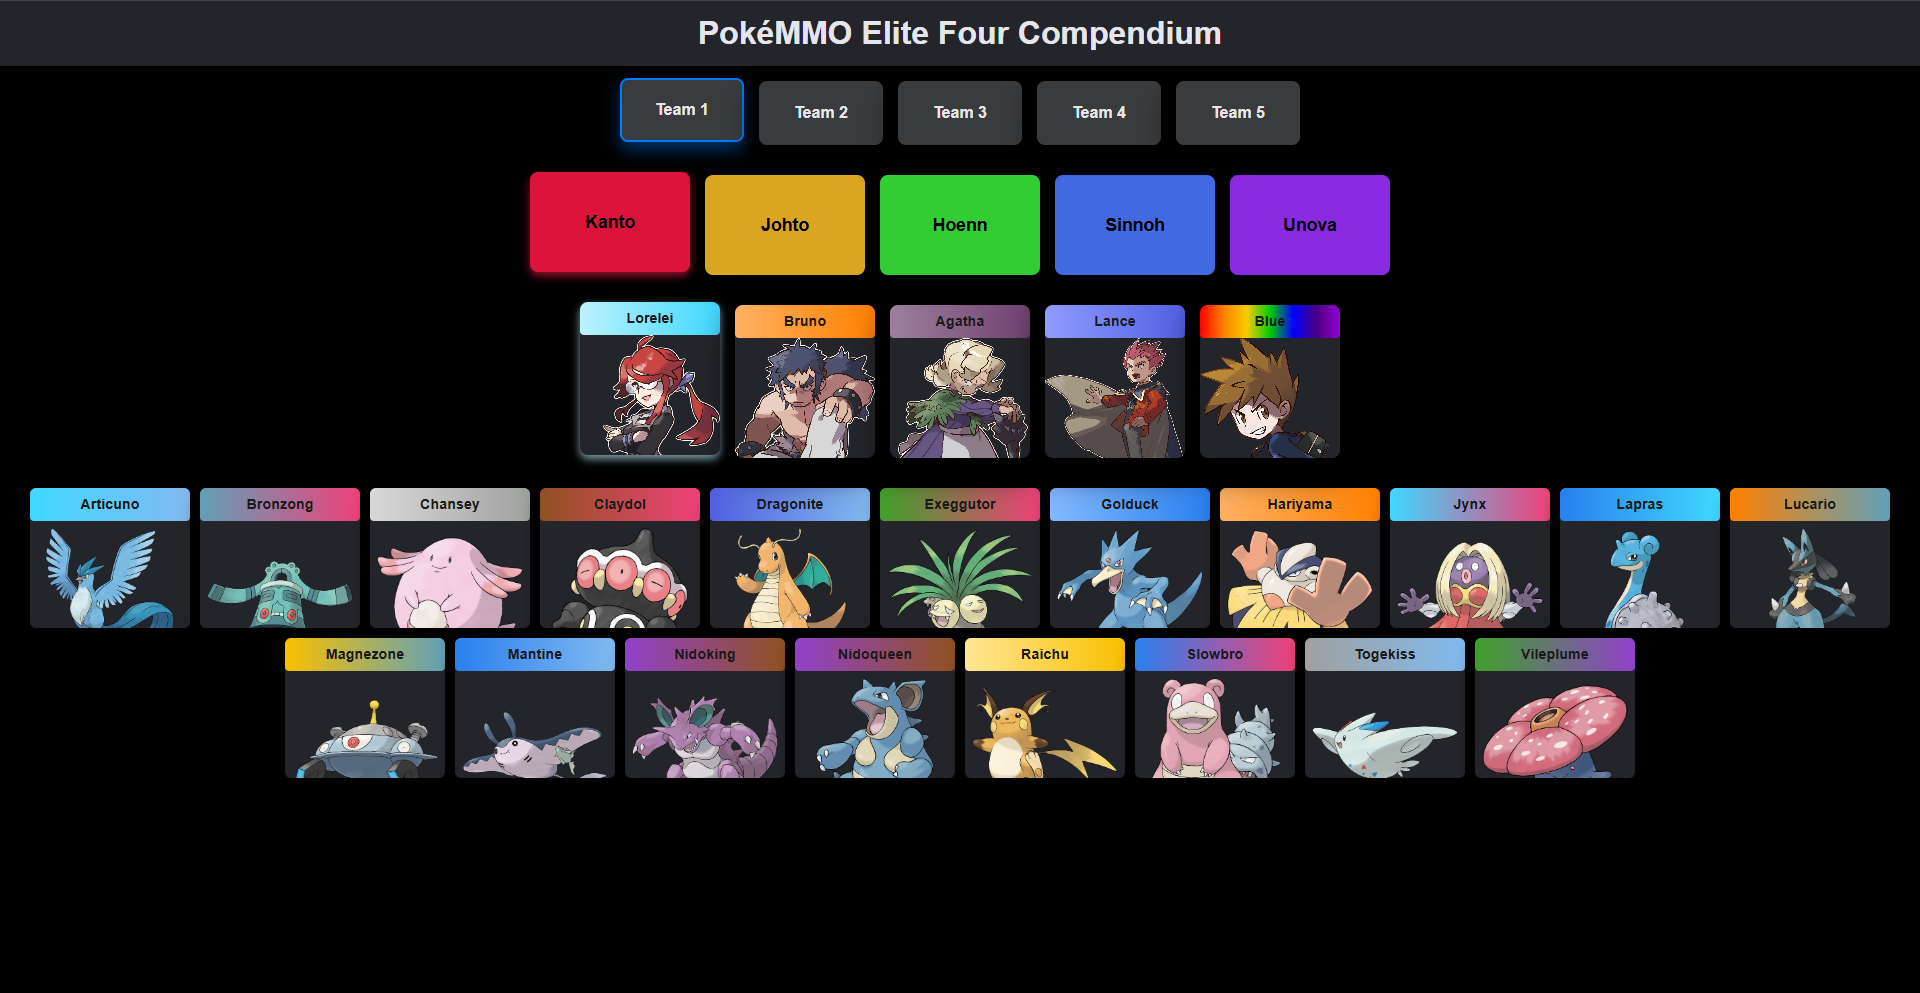 PokéMMO Elite Four Compendium
Team 1
Team 2
Team 3
Team 4
Team 5
Kanto
Johto
Hoenn
Sinnoh
Unova
Lorelei
Bruno
Agatha
Lance
Blue
Articuno
Bronzong
Chansey
Claydol
Dragonite
Exeggutor
Golduck
Hariyama
Jynx
Lapras
Lucario
Magnezone
Mantine
Nidoking
Nidoqueen
Raichu
Slowbro
Togekiss
Vileplume